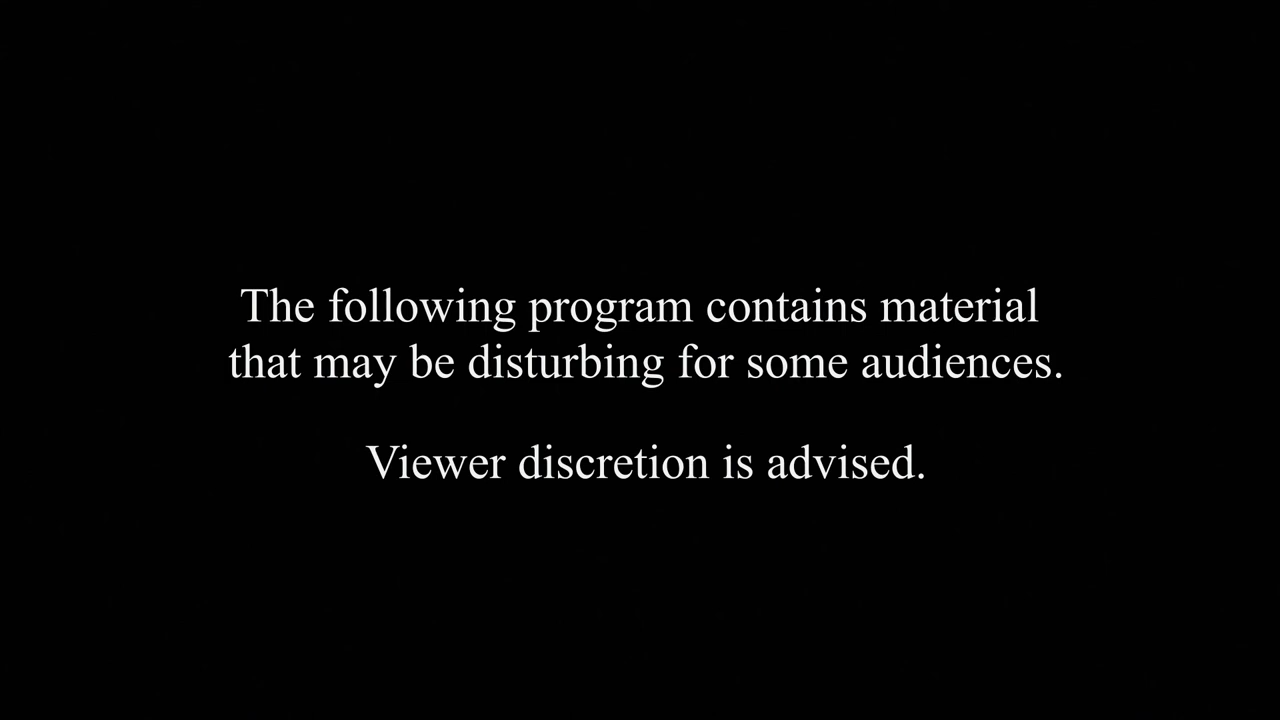 The following program contains material
that may be disturbing for some audiences.
Viewer discretion is advised.